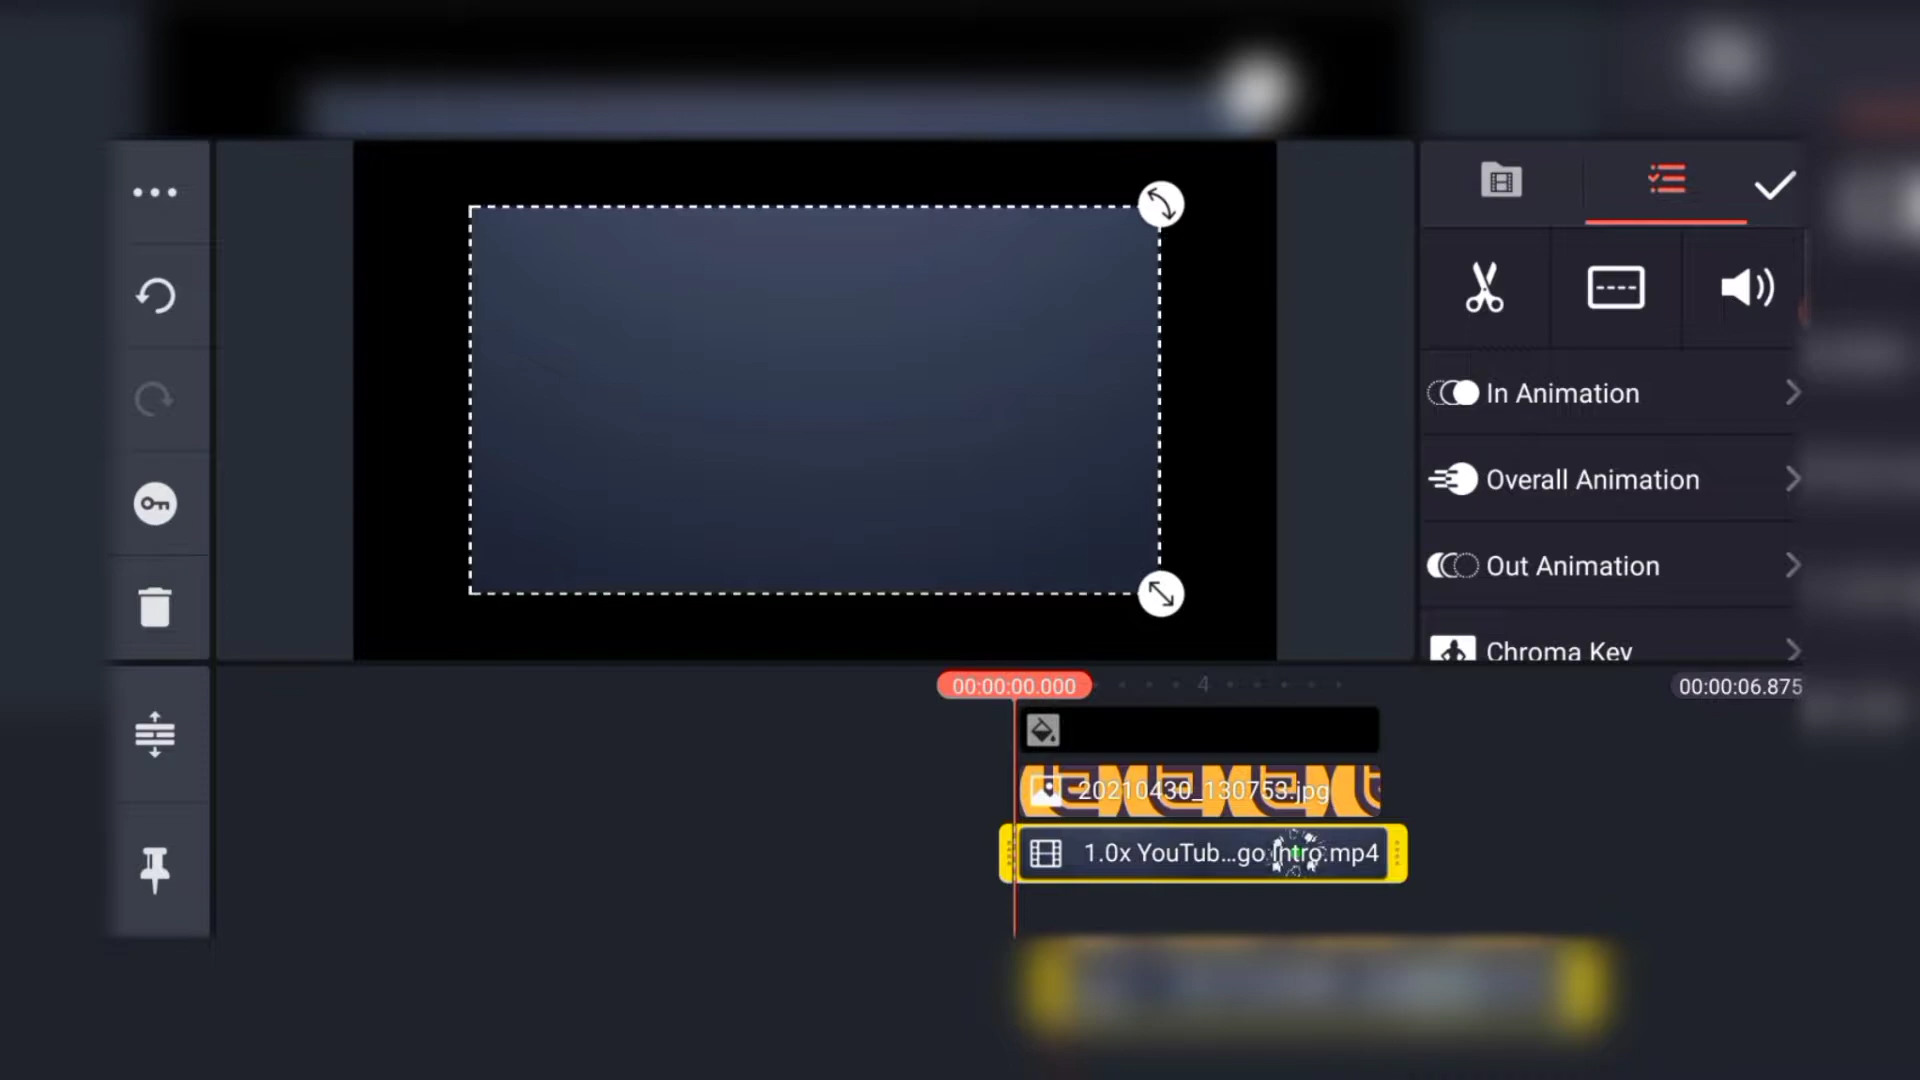 In Animation
Overall Animation
Out Animation
Chroma Key
00:00:00.000
4
00:00:06.875
20210430_130753.jpg
1.0x YouTub...go Intro.mp4